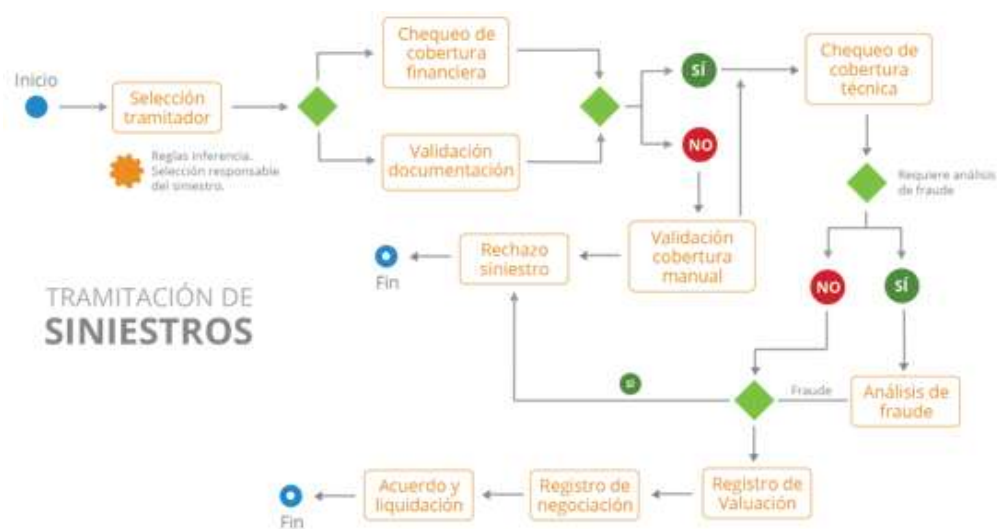 Inicio
Selección
tramitador
Reglas inferencia.
Selección responsable
del siniestro.
Chequeo de
cobertura
financiera
Validación
documentación
SÍ
NO
Chequeo de
cobertura
técnica
Requiere análisis
de fraude
Validación
cobertura
manual
Rechazo
siniestro
Fin
TRAMITACIÓN DE
SINIESTROS
NO
SÍ
SÍ
Fraude
Análisis de
fraude
Registro de
Valuación
Registro de
negociación
Acuerdo y
liquidación
Fin